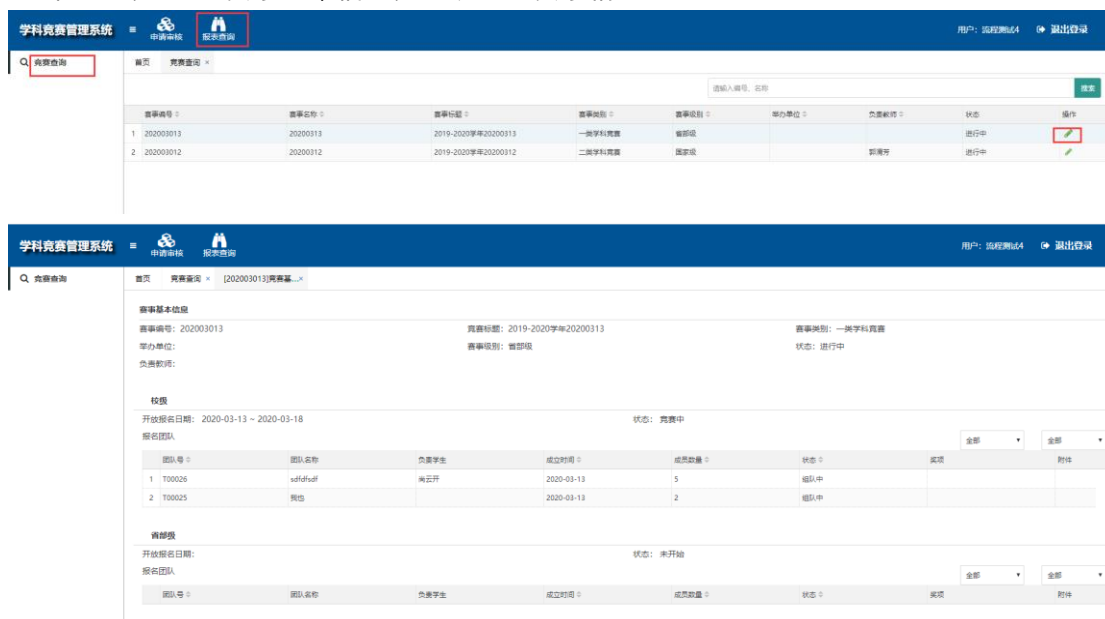 学科竞赛管理系统 ≡ 申请审核 报表查询 用户：流程测试4 退出登录
竞赛查询 首页 竞赛查询 ×
请输入编号、名称 搜索
赛事编号 赛事名称 赛事标题 赛事类别 赛事级别 举办单位 负责教师 状态 操作
1 202003013 20200313 2019-2020学年20200313 一类学科竞赛 省部级 进行中
2 202003012 20200312 2019-2020学年20200312 二类学科竞赛 国家级 进行中
学科竞赛管理系统 ≡ 申请审核 报表查询 用户：流程测试4 退出登录
竞赛查询 首页 竞赛查询 × [202003013]竞赛基...×
赛事基本信息
赛事编号：202003013 竞赛标题：2019-2020学年20200313 赛事类别：一类学科竞赛
举办单位： 赛事级别：省部级 状态：进行中
负责教师：
校级
开放报名日期： 2020-03-13 ~ 2020-03-18 状态： 竞赛中
报名团队 全部 全部
团队号 团队名称 负责学生 成立时间 成员数量 状态 奖项 附件
1 T00026 sdfdfsdf 尚云开 2020-03-13 5 组队中
2 T00025 我也 2020-03-13 2 组队中
省部级
开放报名日期： 状态： 未开始
报名团队 全部 全部
团队号 团队名称 负责学生 成立时间 成员数量 状态 奖项 附件